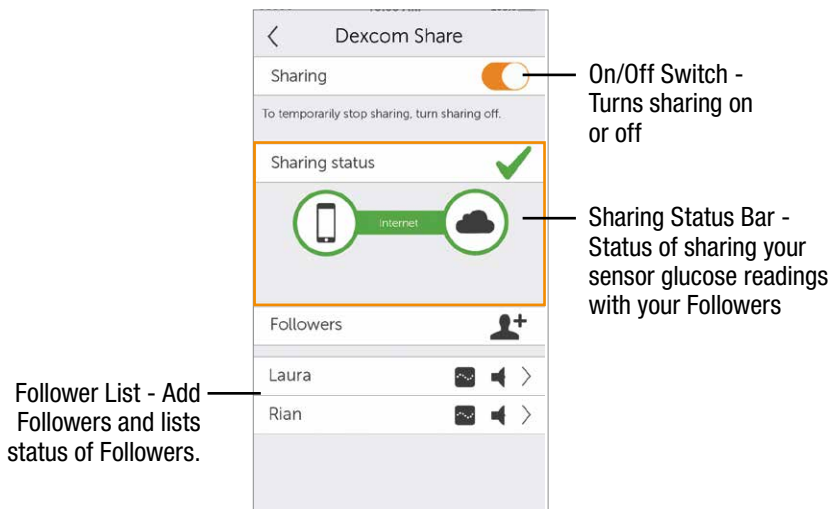 Dexcom Share
Sharing
To temporarily stop sharing, turn sharing off.
Sharing status
Internet
Followers
Laura
Rian
On/Off Switch -
Turns sharing on
or off
Sharing Status Bar -
Status of sharing your
sensor glucose readings
with your Followers
Follower List - Add
Followers and lists
status of Followers.